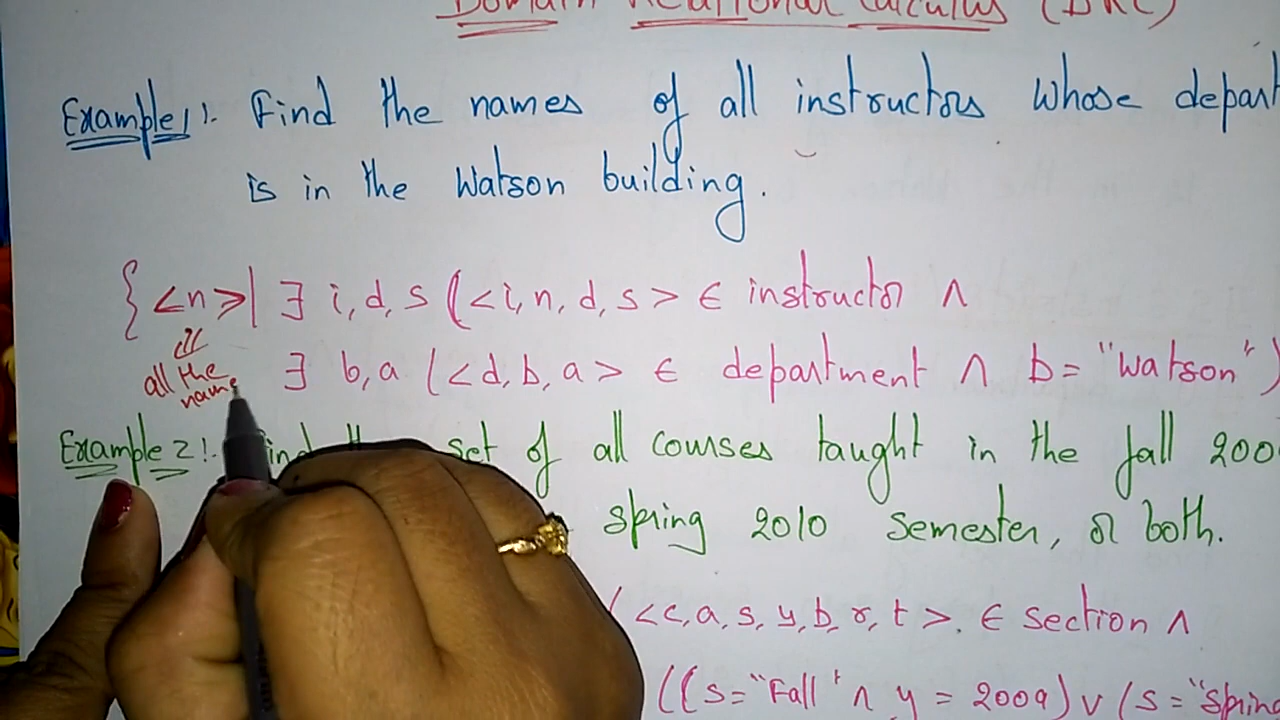 Domain Relational Calculus (DRC)
Example 1:- Find the names of all instructors whose depart
is in the Watson building.
{ <n> | ∃ i, d, s ( <i, n, d, s > ∈ instructor ∧
all the
name
∃ b, a ( < d, b, a > ∈ department ∧ b = "watson" )
Example 2:- Find the set of all courses taught in the fall 200
spring 2010 semester, or both.
( < c, a, s, y, b, r, t > ∈ section ∧
( ( s = "Fall" ∧ y = 2009 ) ∨ ( s = "spring